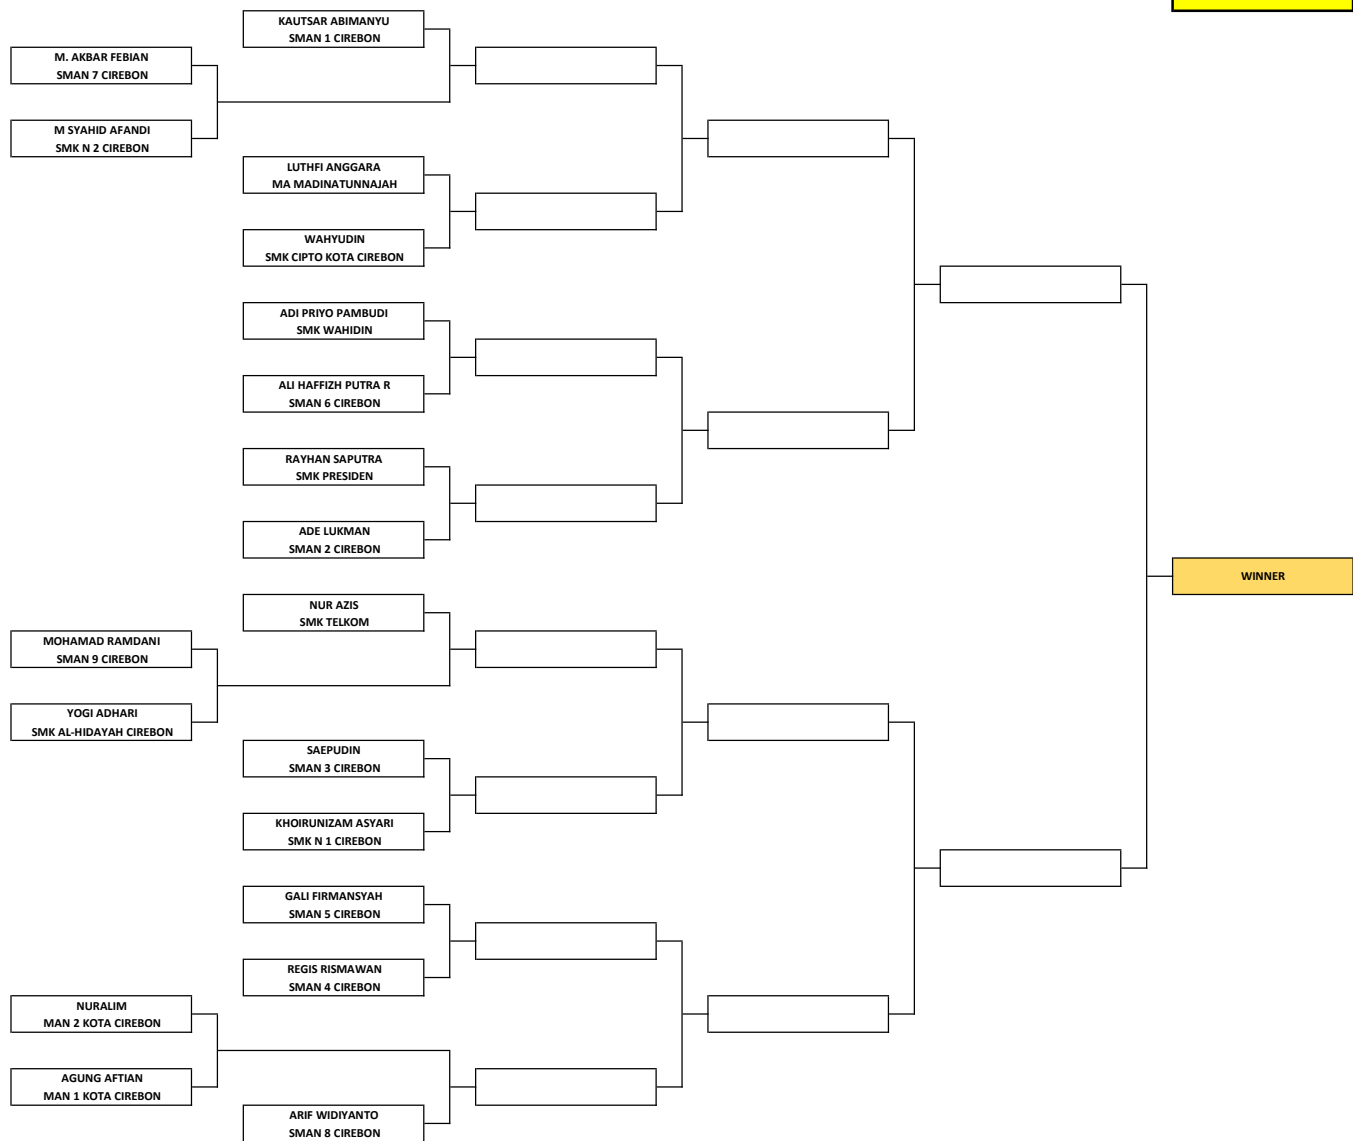 KAUTSAR ABIMANYU
SMAN 1 CIREBON
M. AKBAR FEBIAN
SMAN 7 CIREBON
M SYAHID AFANDI
SMK N 2 CIREBON
LUTHFI ANGGARA
MA MADINATUNNAJAH
WAHYUDIN
SMK CIPTO KOTA CIREBON
ADI PRIYO PAMBUDI
SMK WAHIDIN
ALI HAFFIZH PUTRA R
SMAN 6 CIREBON
RAYHAN SAPUTRA
SMK PRESIDEN
ADE LUKMAN
SMAN 2 CIREBON
WINNER
NUR AZIS
SMK TELKOM
MOHAMAD RAMDANI
SMAN 9 CIREBON
YOGI ADHARI
SMK AL-HIDAYAH CIREBON
SAEPUDIN
SMAN 3 CIREBON
KHOIRUNIZAM ASYARI
SMK N 1 CIREBON
GALI FIRMANSYAH
SMAN 5 CIREBON
REGIS RISMAWAN
SMAN 4 CIREBON
NURALIM
MAN 2 KOTA CIREBON
AGUNG AFTIAN
MAN 1 KOTA CIREBON
ARIF WIDIYANTO
SMAN 8 CIREBON